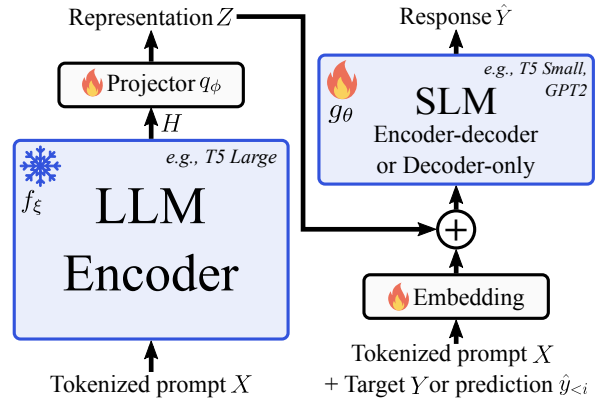 Representation Z
Projector q_ϕ
H
e.g., T5 Large
f_ξ
LLM
Encoder
Tokenized prompt X
Response Ŷ
e.g., T5 Small,
GPT2
g_θ
SLM
Encoder-decoder
or Decoder-only
+
Embedding
Tokenized prompt X
+ Target Y or prediction ŷ_{<i}